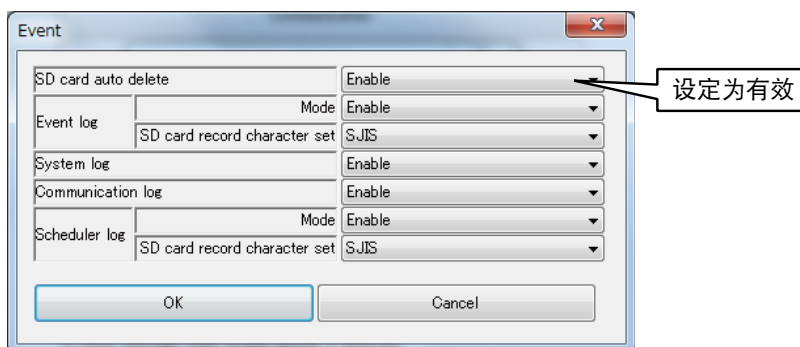 Event
SD card auto delete Enable
设定为有效
Event log Mode Enable
SD card record character set SJIS
System log Enable
Communication log Enable
Scheduler log Mode Enable
SD card record character set SJIS
OK Cancel